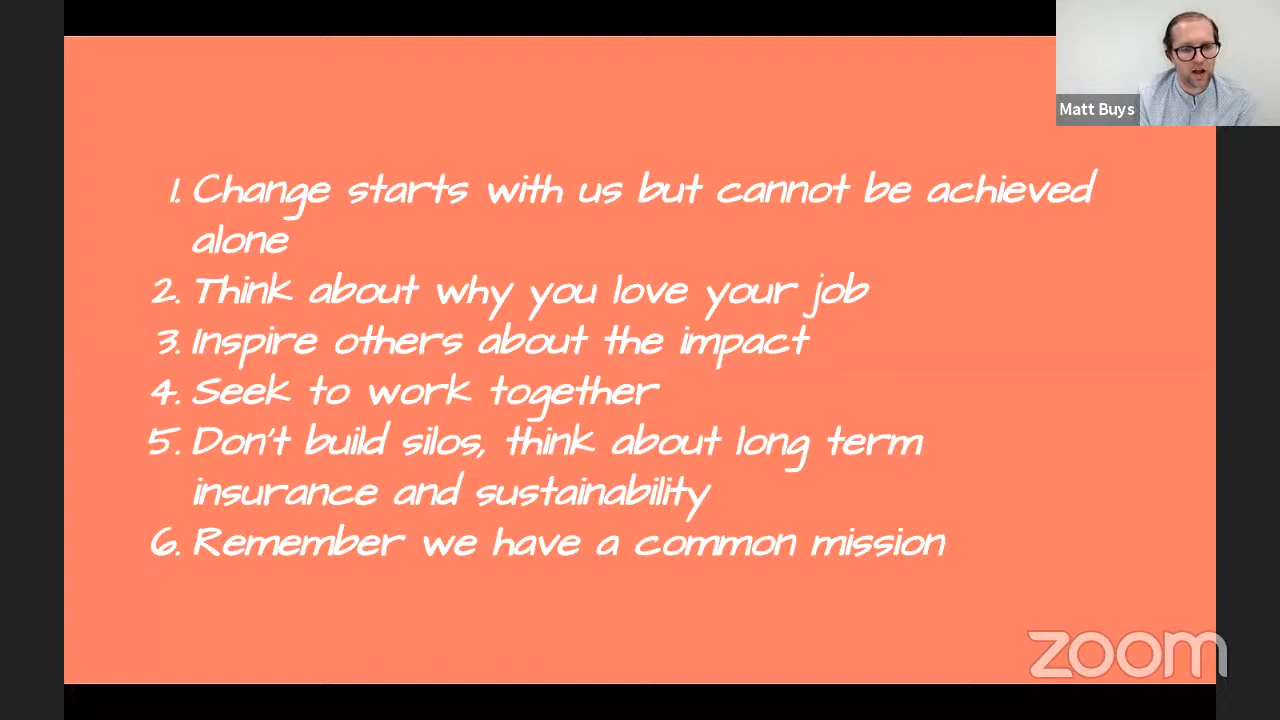 Matt Buys
1. Change starts with us but cannot be achieved
alone
2. Think about why you love your job
3. Inspire others about the impact
4. Seek to work together
5. Don't build silos, think about long term
insurance and sustainability
6. Remember we have a common mission
zoom